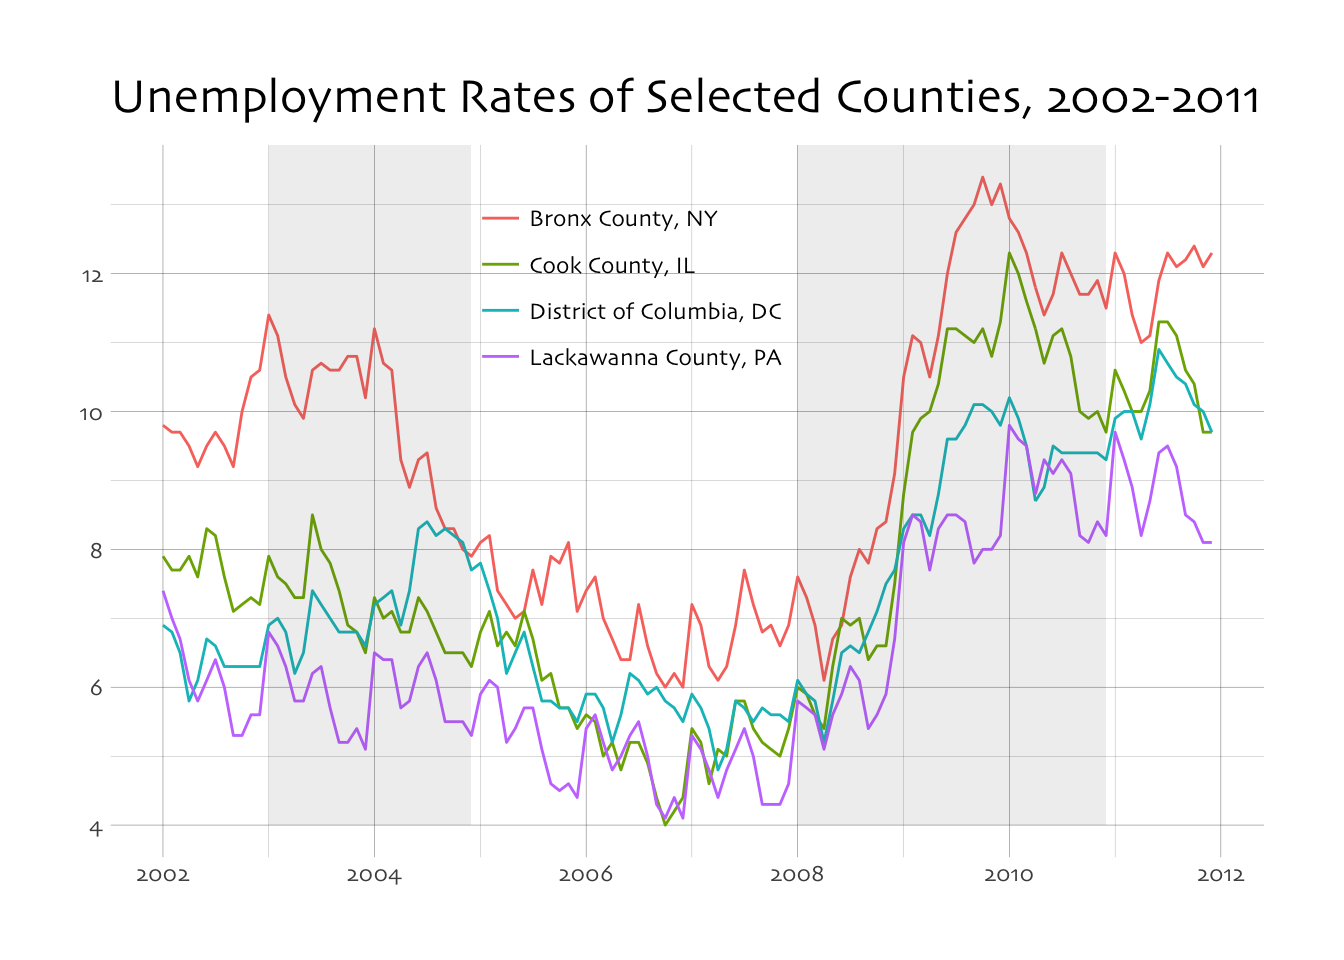 Unemployment Rates of Selected Counties, 2002-2011
Bronx County, NY
Cook County, IL
District of Columbia, DC
Lackawanna County, PA
12
10
8
6
4
2002 2004 2006 2008 2010 2012